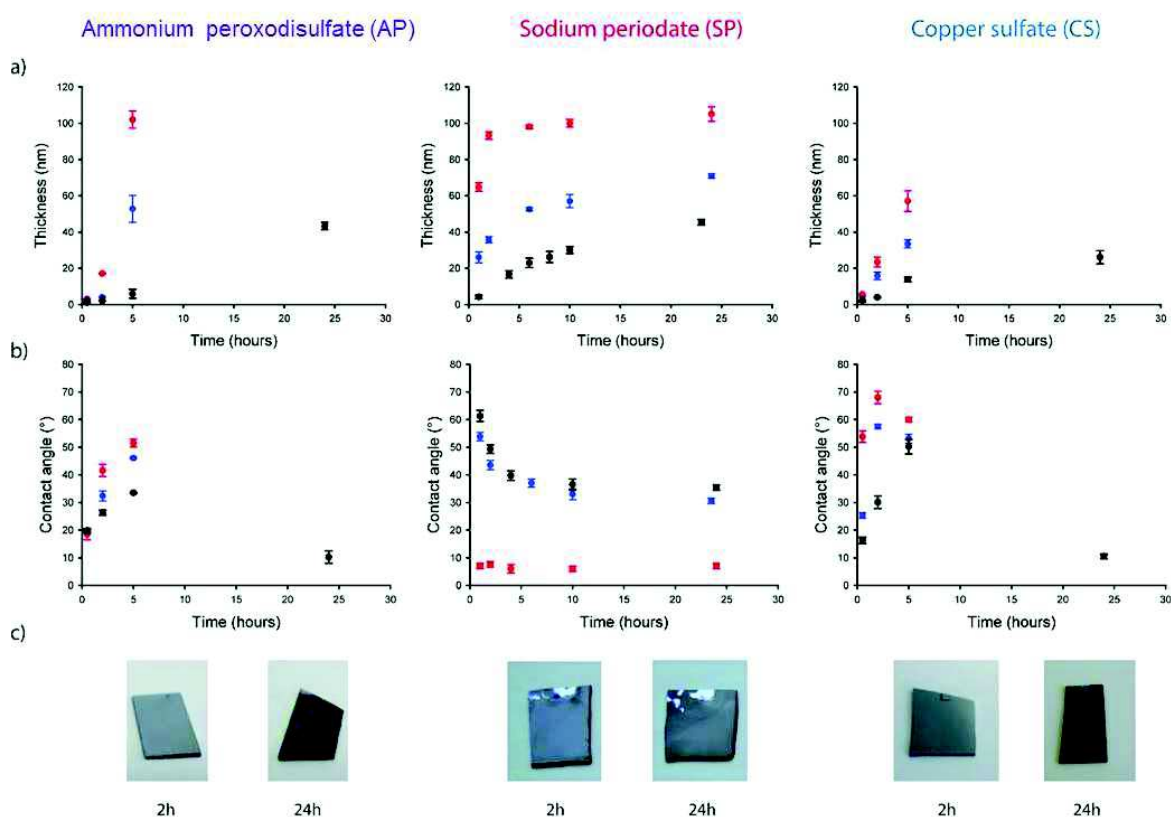 Ammonium peroxodisulfate (AP) Sodium periodate (SP) Copper sulfate (CS)
a)
120 100 80 60 40 20 0
Thickness (nm)
0 5 10 15 20 25 30
Time (hours)
120 100 80 60 40 20 0
Thickness (nm)
0 5 10 15 20 25 30
Time (hours)
120 100 80 60 40 20 0
Thickness (nm)
0 5 10 15 20 25 30
Time (hours)
b)
80 70 60 50 40 30 20 10 0
Contact angle (°)
0 5 10 15 20 25 30
Time (hours)
80 70 60 50 40 30 20 10 0
Contact angle (°)
0 5 10 15 20 25 30
Time (hours)
80 70 60 50 40 30 20 10 0
Contact angle (°)
0 5 10 15 20 25 30
Time (hours)
c)
2h 24h 2h 24h 2h 24h